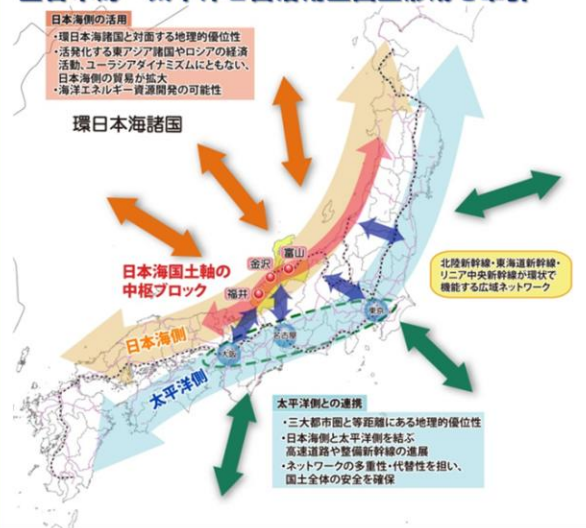 日本海側の活用
・環日本海諸国と対面する地理的優位性
・活発化する東アジア諸国やロシアの経済
活動、ユーラシアダイナミズムにともない、
日本海側の貿易が拡大
・海洋エネルギー資源開発の可能性
環日本海諸国
富山
金沢
福井
日本海国土軸の
中枢ブロック
北陸新幹線・東海道新幹線・
リニア中央新幹線が環状で
機能する広域ネットワーク
東京
名古屋
大阪
日本海側
太平洋側
太平洋側との連携
・三大都市圏と等距離にある地理的優位性
・日本海側と太平洋側を結ぶ
高速道路や整備新幹線の進展
・ネットワークの多重性・代替性を担い、
国土全体の安全を確保